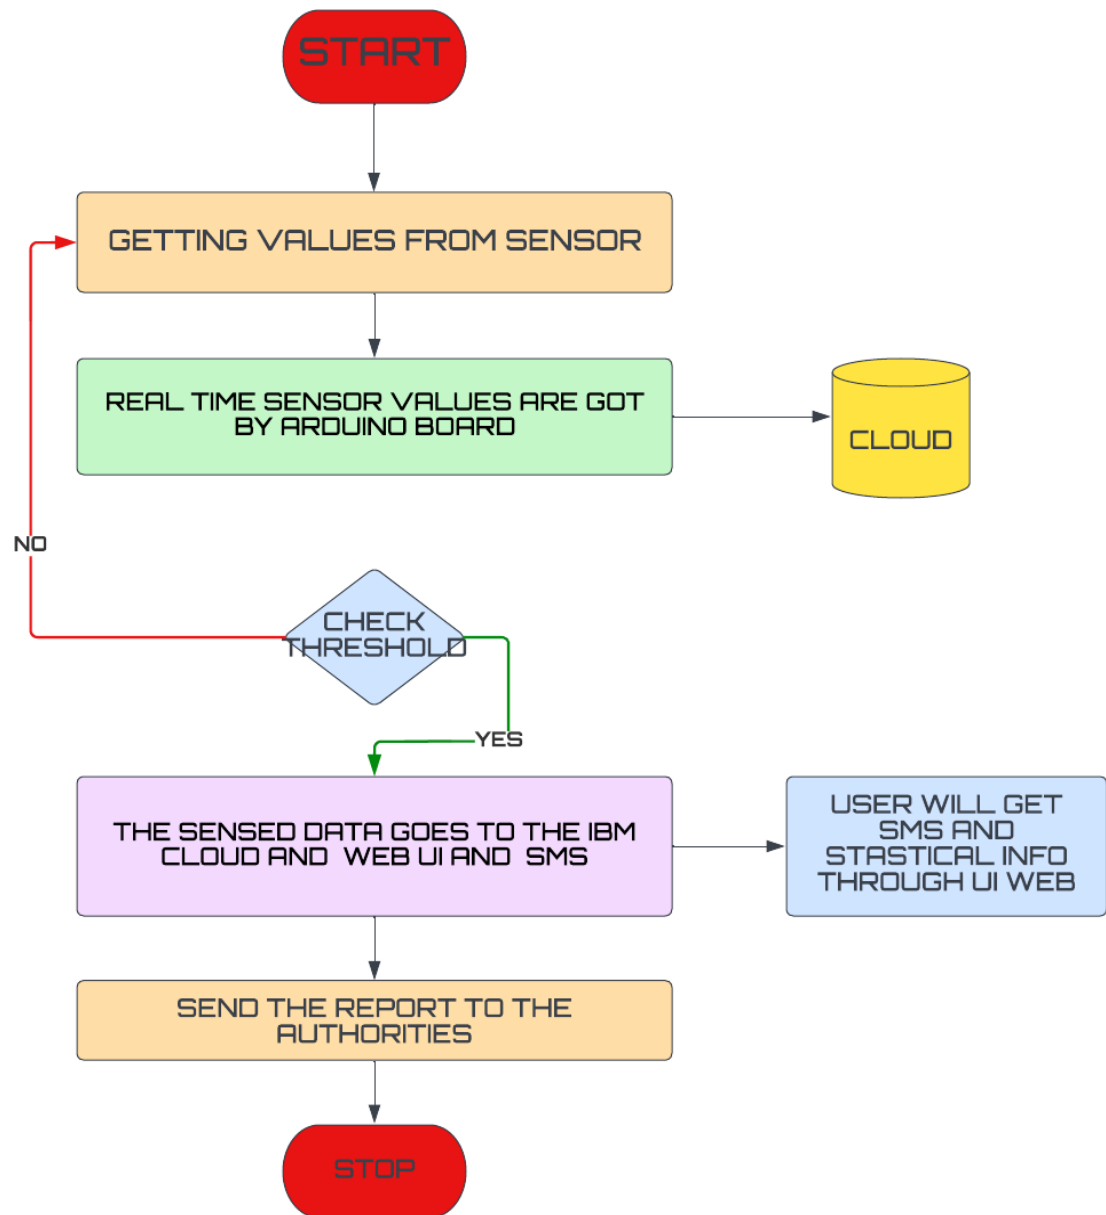 START
GETTING VALUES FROM SENSOR
REAL TIME SENSOR VALUES ARE GOT
BY ARDUINO BOARD
CLOUD
NO
CHECK
THRESHOLD
YES
THE SENSED DATA GOES TO THE IBM
CLOUD AND WEB UI AND SMS
USER WILL GET
SMS AND
STASTICAL INFO
THROUGH UI WEB
SEND THE REPORT TO THE
AUTHORITIES
STOP